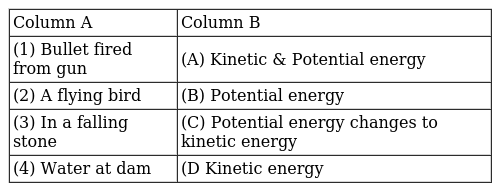 Column A
Column B
(1) Bullet fired
from gun
(A) Kinetic & Potential energy
(2) A flying bird
(B) Potential energy
(3) In a falling
stone
(C) Potential energy changes to
kinetic energy
(4) Water at dam
(D Kinetic energy